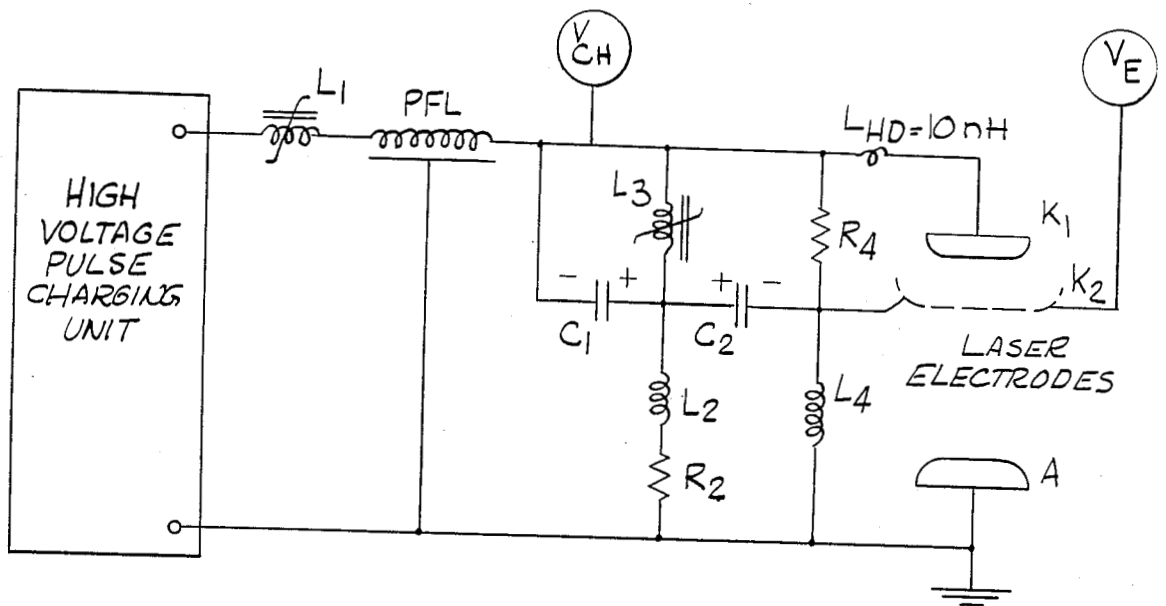 HIGH
VOLTAGE
PULSE
CHARGING
UNIT
L1
PFL
V
CH
L3
- +
C1
+ -
C2
L2
R2
R4
L4
LHD=10nH
K1
K2
VE
LASER
ELECTRODES
A